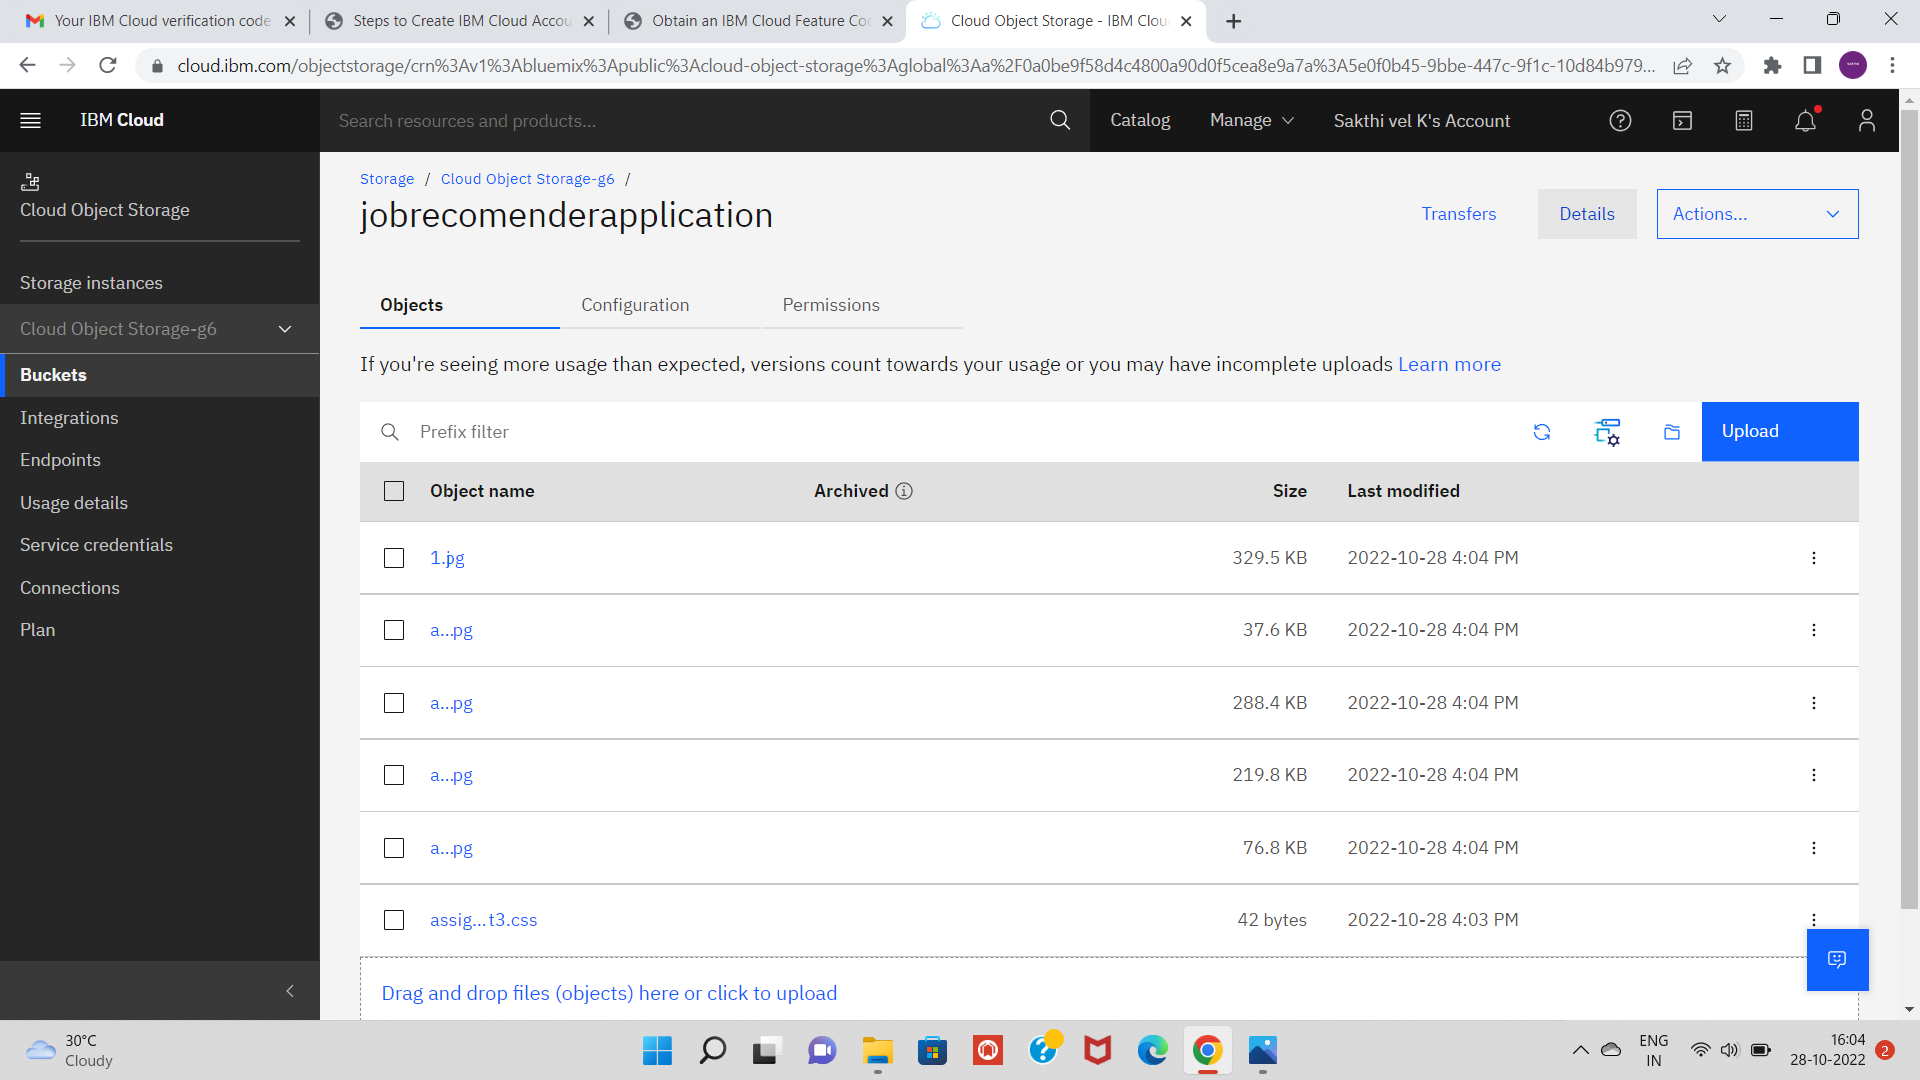 Your IBM Cloud verification code
Steps to Create IBM Cloud Accou
Obtain an IBM Cloud Feature Co
Cloud Object Storage - IBM Clou
cloud.ibm.com/objectstorage/crn%3Av1%3Abluemix%3Apublic%3Acloud-object-storage%3Aglobal%3Aa%2F0a0be9f58d4c4800a90d0f5cea8e9a7a%3A5e0f0b45-9bbe-447c-9f1c-10d84b979...
IBM Cloud
Search resources and products...
Catalog
Manage
Sakthi vel K's Account
Cloud Object Storage
Storage instances
Cloud Object Storage-g6
Buckets
Integrations
Endpoints
Usage details
Service credentials
Connections
Plan
Storage / Cloud Object Storage-g6 /
jobrecomenderapplication
Transfers
Details
Actions...
Objects
Configuration
Permissions
If you're seeing more usage than expected, versions count towards your usage or you may have incomplete uploads Learn more
Prefix filter
Upload
Object name Archived Size Last modified
1.jpg 329.5 KB 2022-10-28 4:04 PM
a...pg 37.6 KB 2022-10-28 4:04 PM
a...pg 288.4 KB 2022-10-28 4:04 PM
a...pg 219.8 KB 2022-10-28 4:04 PM
a...pg 76.8 KB 2022-10-28 4:04 PM
assig...t3.css 42 bytes 2022-10-28 4:03 PM
Drag and drop files (objects) here or click to upload
30°C
Cloudy
ENG
IN
16:04
28-10-2022
2